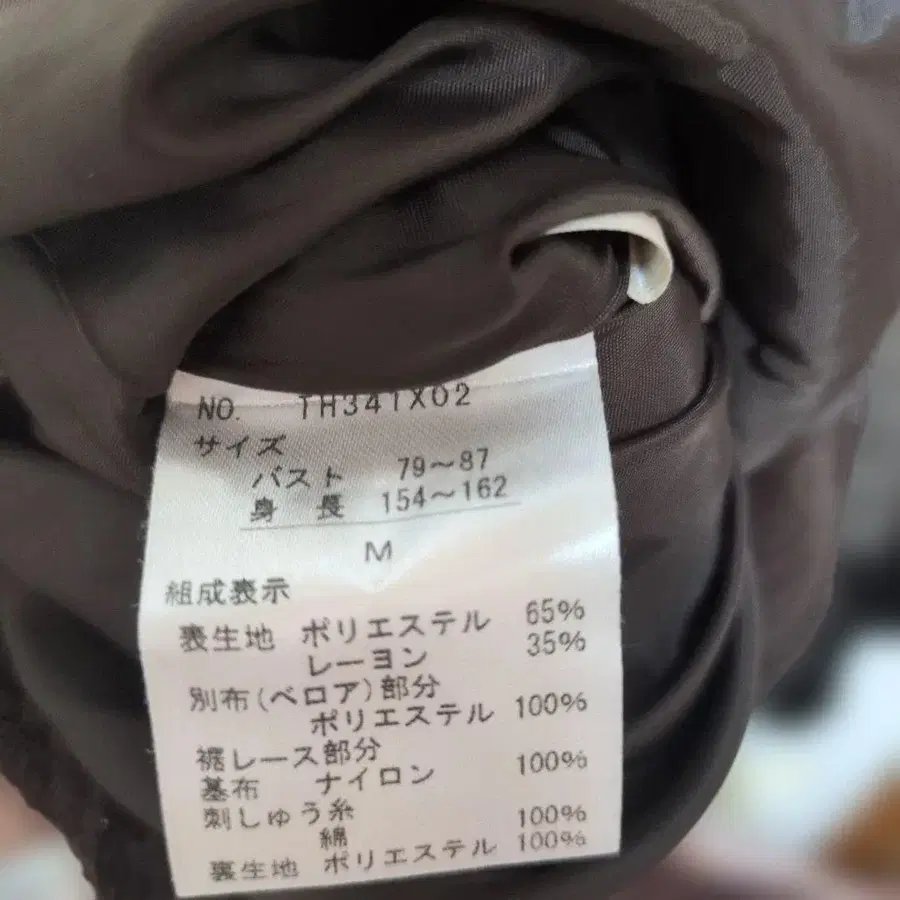 NO. TH341X02
サイズ
バスト 79～87
身 長 154～162
M
組成表示
表生地 ポリエステル 65%
レーヨン 35%
別布(ベロア)部分
ポリエステル 100%
裾レース部分
基布 ナイロン 100%
刺しゅう糸
綿 100%
裏生地 ポリエステル 100%